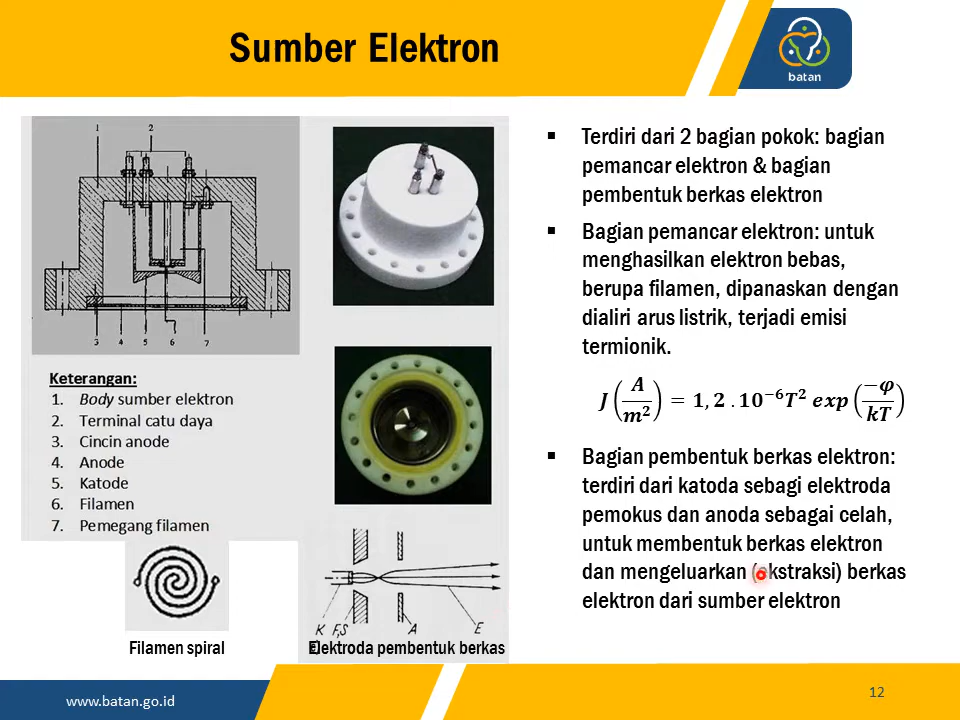 Sumber Elektron
batan
1 2
3 4 5 6 7
Keterangan:
1. Body sumber elektron
2. Terminal catu daya
3. Cincin anode
4. Anode
5. Katode
6. Filamen
7. Pemegang filamen
Filamen spiral
K F,S A E
Elektroda pembentuk berkas
▪ Terdiri dari 2 bagian pokok: bagian
pemancar elektron & bagian
pembentuk berkas elektron
▪ Bagian pemancar elektron: untuk
menghasilkan elektron bebas,
berupa filamen, dipanaskan dengan
dialiri arus listrik, terjadi emisi
termionik.
J(A/m²) = 1,2 . 10⁻⁶T² exp(−φ/kT)
▪ Bagian pembentuk berkas elektron:
terdiri dari katoda sebagi elektroda
pemokus dan anoda sebagai celah,
untuk membentuk berkas elektron
dan mengeluarkan (ekstraksi) berkas
elektron dari sumber elektron
www.batan.go.id
12